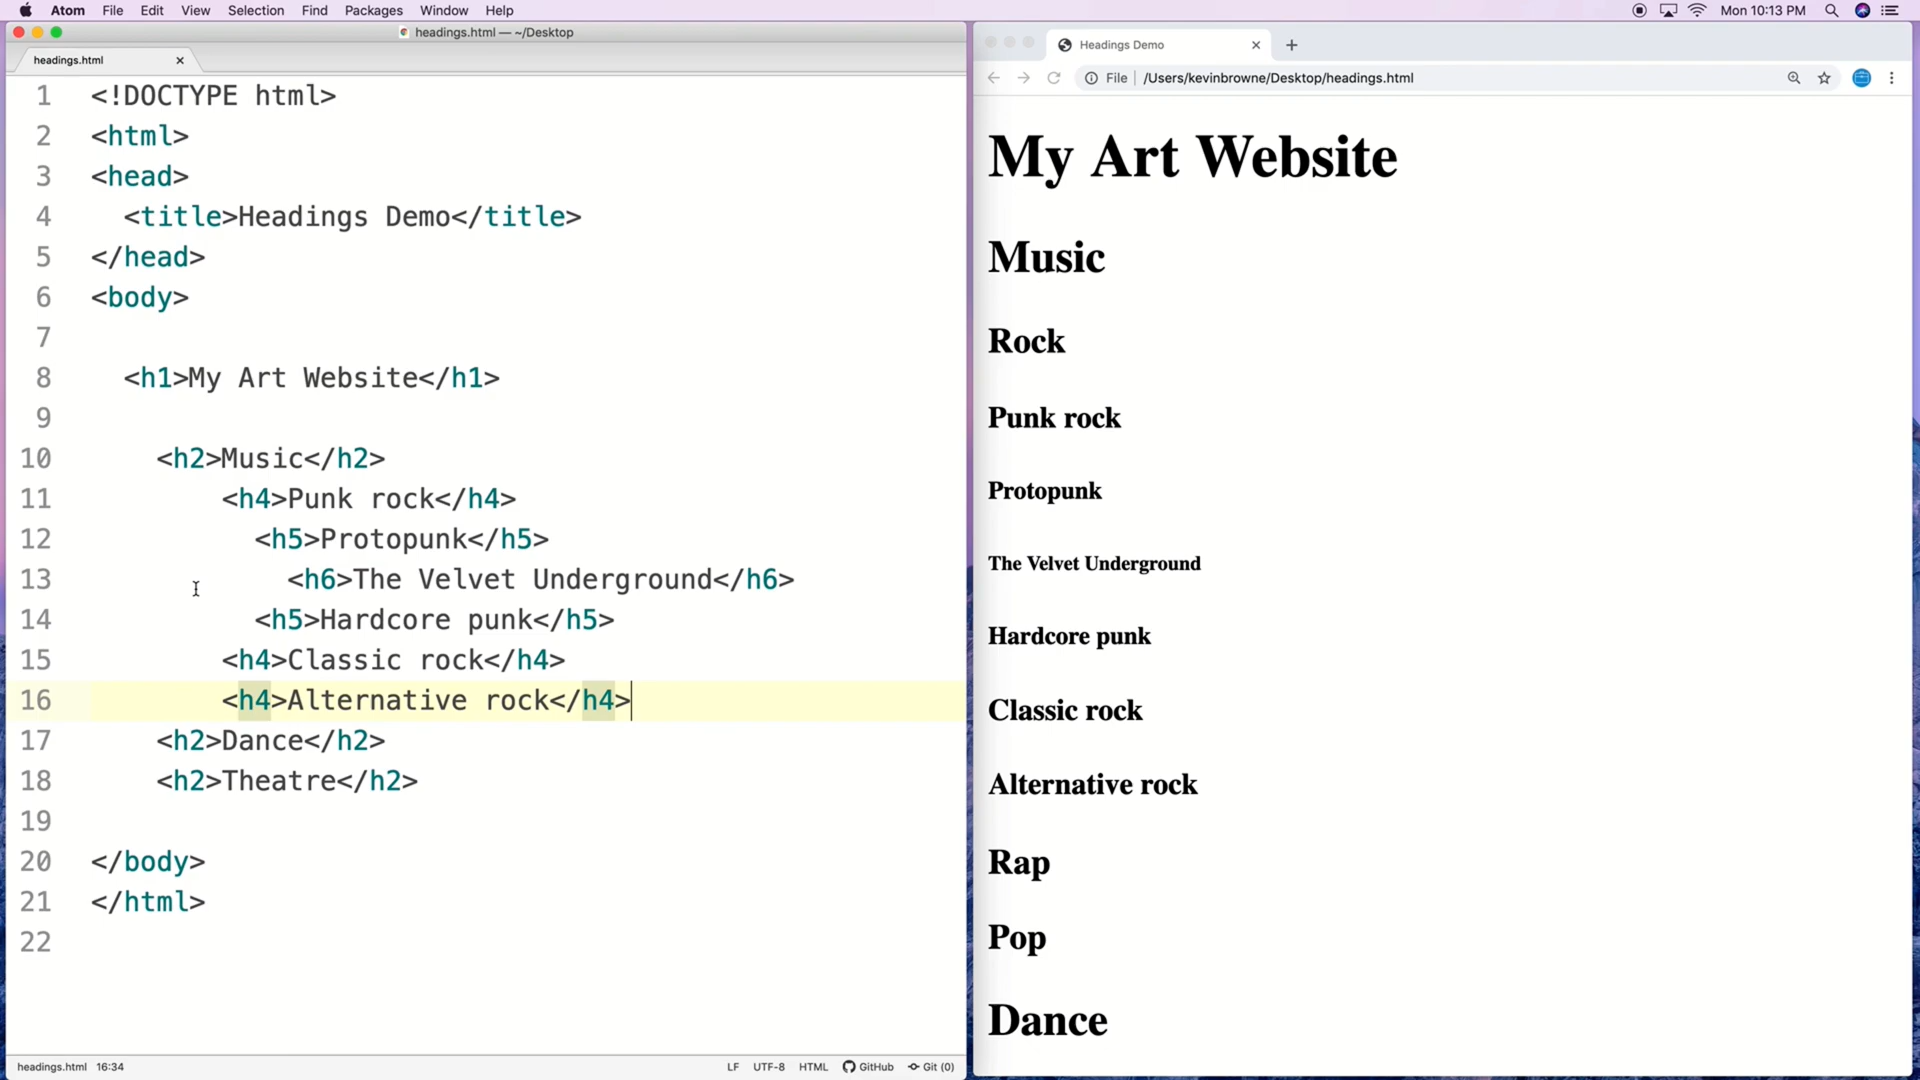 Atom File Edit View Selection Find Packages Window Help Mon 10:13 PM
headings.html — ~/Desktop
headings.html
1 <!DOCTYPE html>
2 <html>
3 <head>
4 <title>Headings Demo</title>
5 </head>
6 <body>
7
8 <h1>My Art Website</h1>
9
10 <h2>Music</h2>
11 <h4>Punk rock</h4>
12 <h5>Protopunk</h5>
13 <h6>The Velvet Underground</h6>
14 <h5>Hardcore punk</h5>
15 <h4>Classic rock</h4>
16 <h4>Alternative rock</h4>
17 <h2>Dance</h2>
18 <h2>Theatre</h2>
19
20 </body>
21 </html>
22
headings.html 16:34 LF UTF-8 HTML GitHub Git (0)
Headings Demo
File /Users/kevinbrowne/Desktop/headings.html
My Art Website
Music
Rock
Punk rock
Protopunk
The Velvet Underground
Hardcore punk
Classic rock
Alternative rock
Rap
Pop
Dance